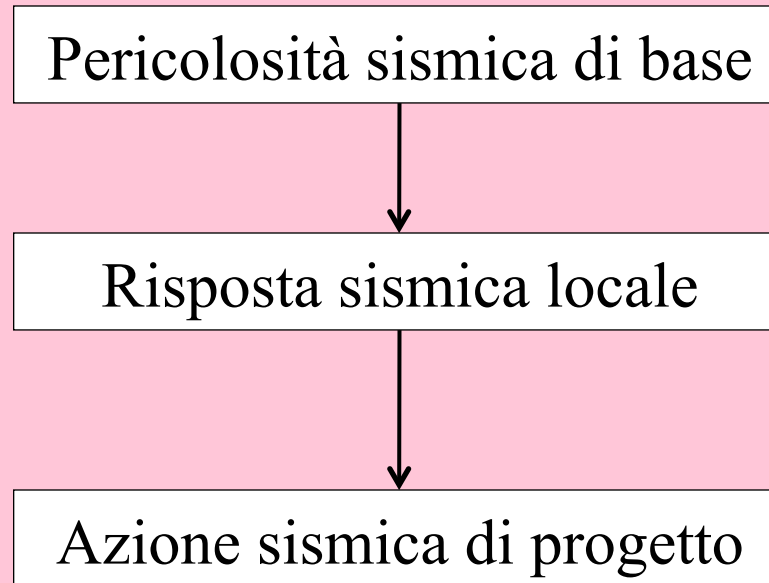 Pericolosità sismica di base
Risposta sismica locale
Azione sismica di progetto